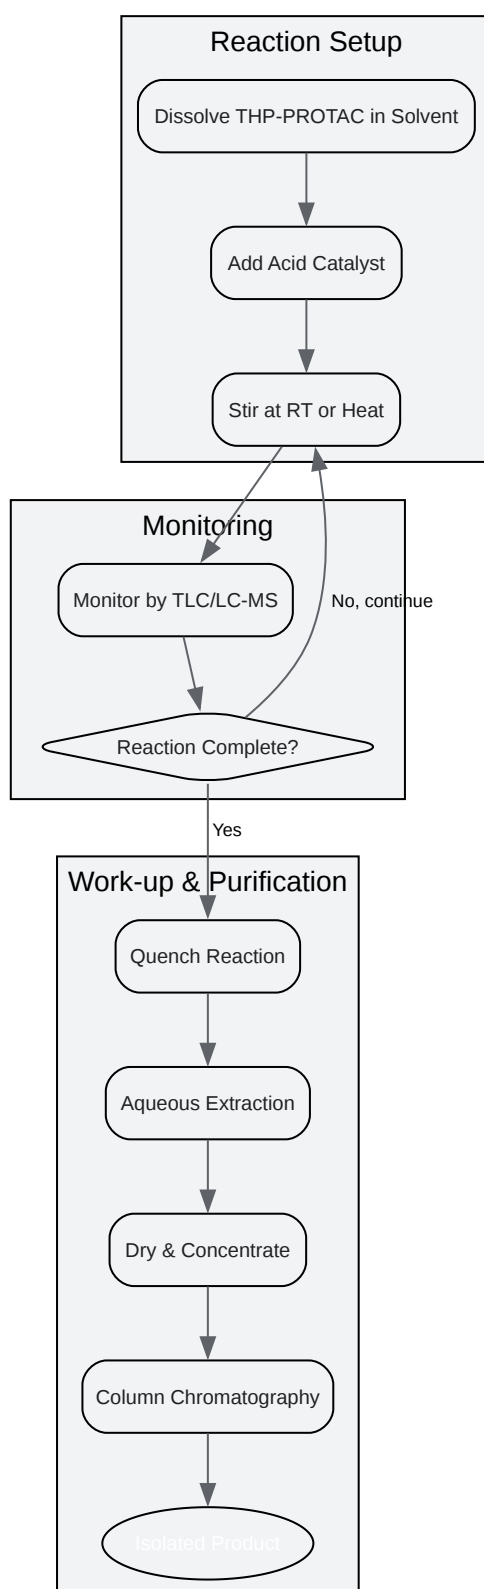 Reaction Setup
Dissolve THP-PROTAC in Solvent
Add Acid Catalyst
Stir at RT or Heat
Monitoring
Monitor by TLC/LC-MS
No, continue
Reaction Complete?
Yes
Work-up & Purification
Quench Reaction
Aqueous Extraction
Dry & Concentrate
Column Chromatography
Isolated Product